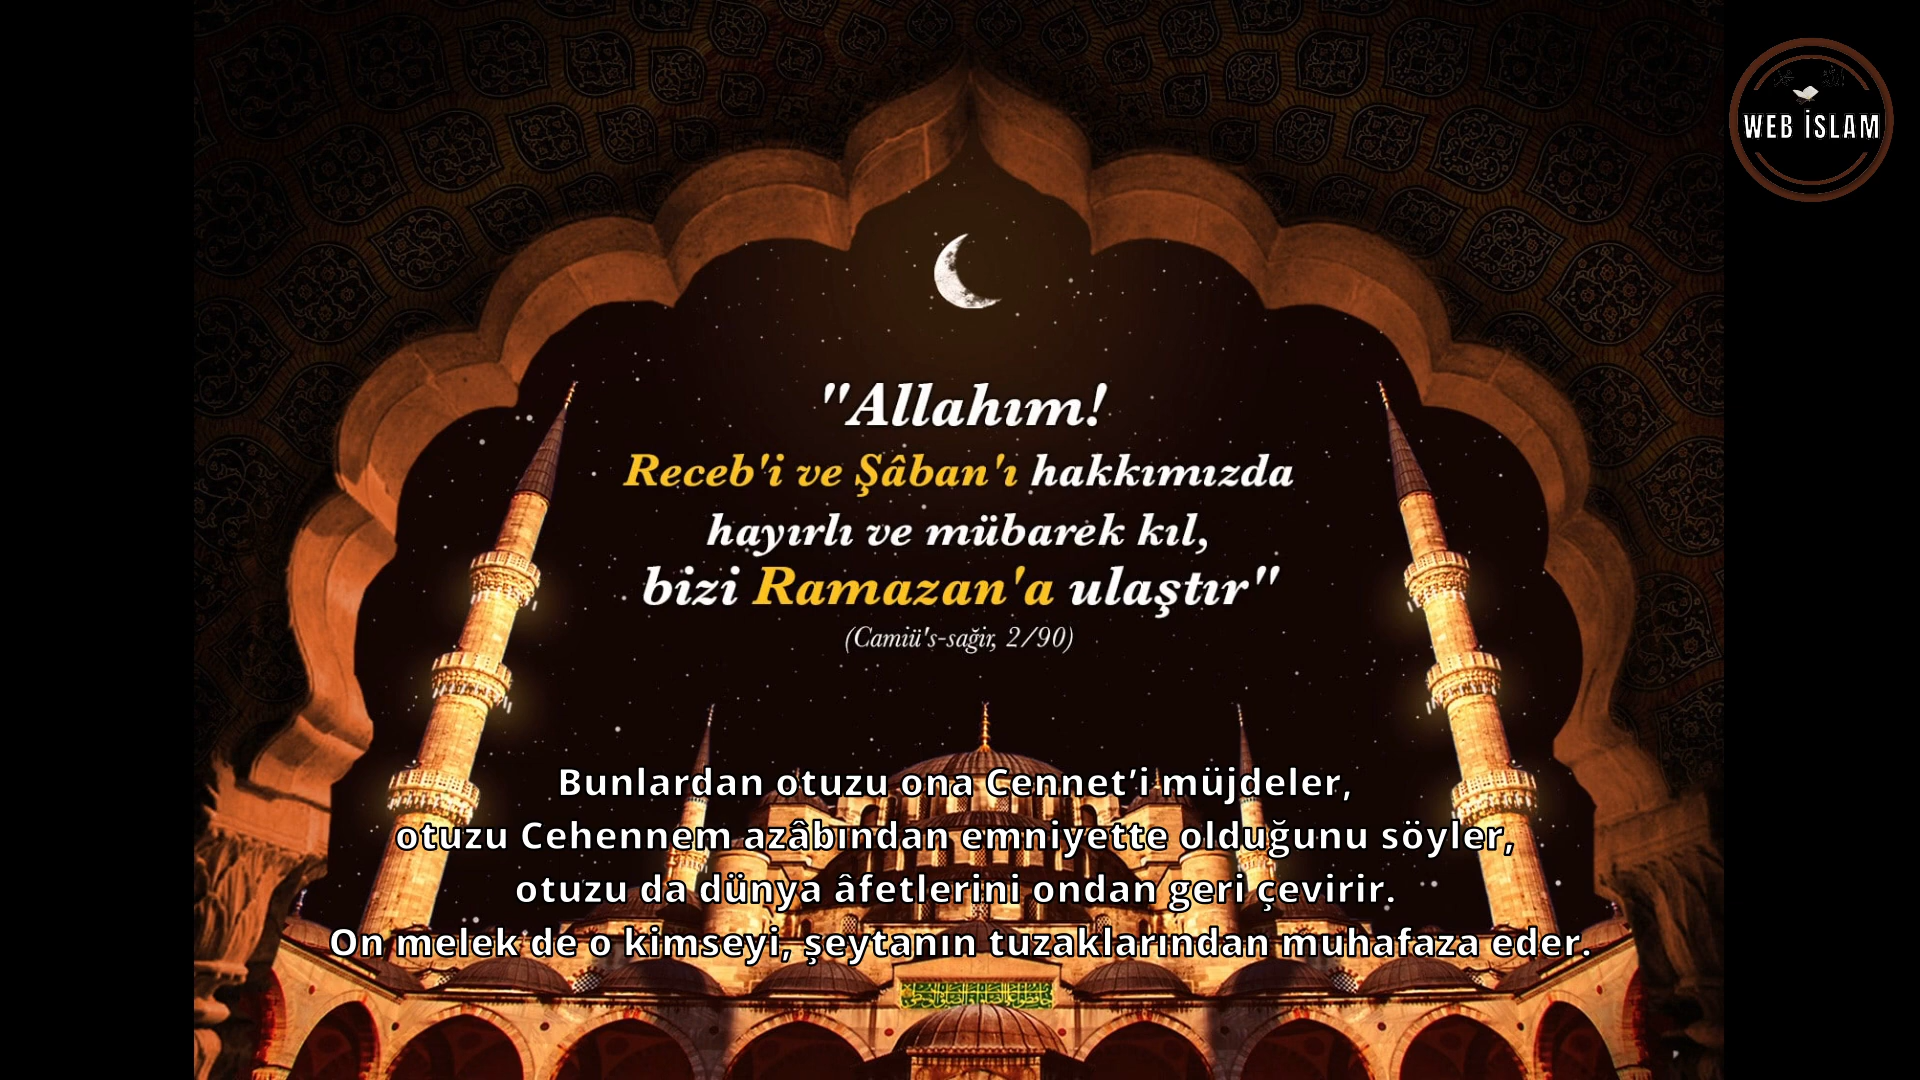 WEB İSLAM
"Allahım!
Receb'i ve Şâban'ı hakkımızda
hayırlı ve mübarek kıl,
bizi Ramazan'a ulaştır"
(Camiü's-sağir, 2/90)
Bunlardan otuzu ona Cennet’i müjdeler,
otuzu Cehennem azâbından emniyette olduğunu söyler,
otuzu da dünya âfetlerini ondan geri çevirir.
On melek de o kimseyi, şeytanın tuzaklarından muhafaza eder.